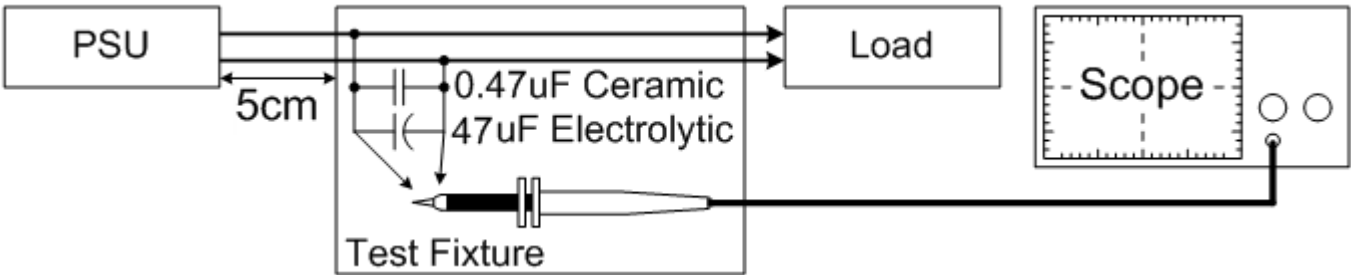 PSU
Load
Scope
5cm
0.47uF Ceramic
47uF Electrolytic
Test Fixture